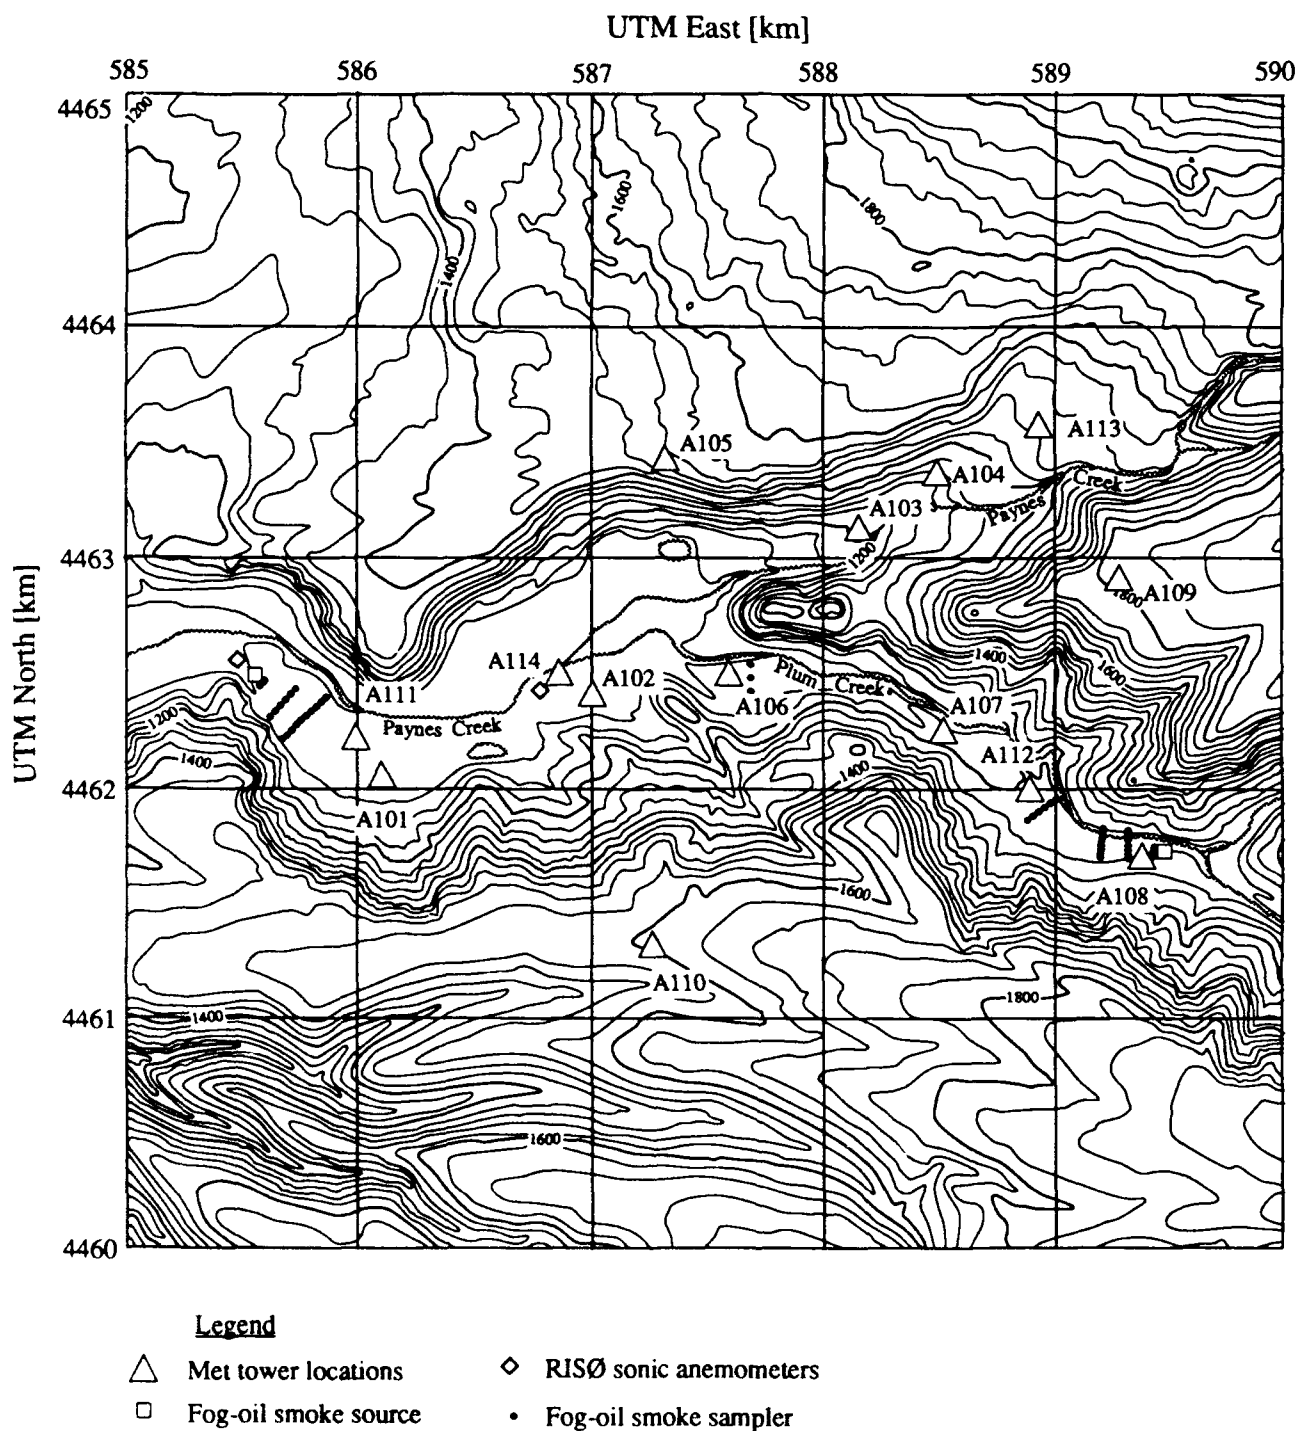 UTM East [km]
585 586 587 588 589 590
4465
1200
1600
1800
1400
4464
A105
A113
A104
Creek
A103
Paynes
4463
1200
1800
A109
UTM North [km]
1400
A114
A102
1600
Plum Creek
A111
A106
A107
1200
Paynes Creek
A112
1400
1400
4462
A101
1600
A108
A110
1800
4461
1400
1600
4460
Legend
Met tower locations
RISØ sonic anemometers
Fog-oil smoke source
Fog-oil smoke sampler